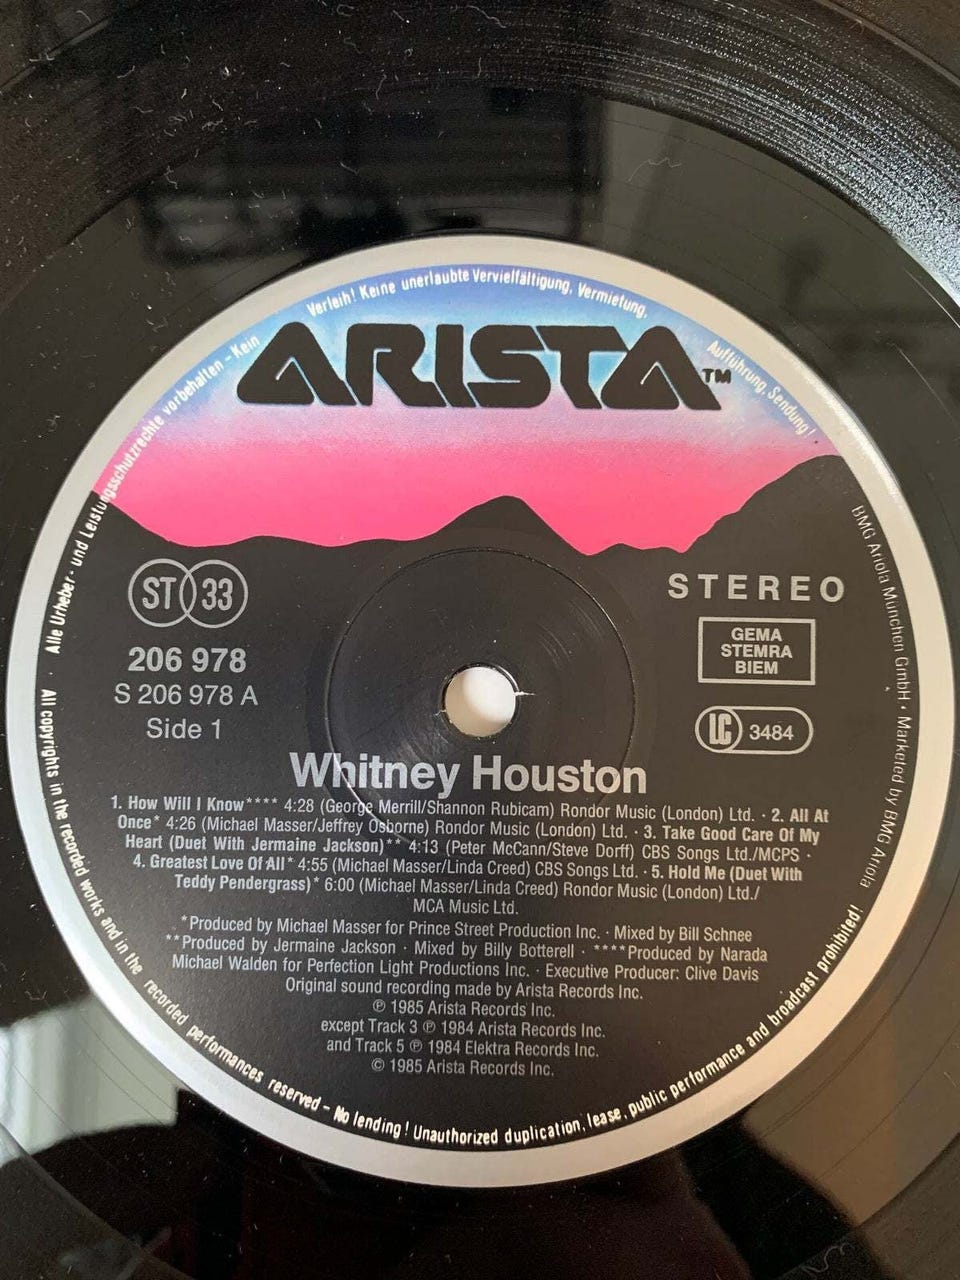 Alle Urheber- und Leistungsschutzrechte vorbehalten - Kein Verleih! Keine unerlaubte Vervielfältigung, Vermietung, Aufführung, Sendung!
ARISTA™
ST 33
STEREO
206 978
S 206 978 A
Side 1
GEMA
STEMRA
BIEM
LC 3484
BMG Ariola München GmbH · Marketed by BMG Ariola
Whitney Houston
1. How Will I Know**** 4:28 (George Merrill/Shannon Rubicam) Rondor Music (London) Ltd. · 2. All At
Once* 4:26 (Michael Masser/Jeffrey Osborne) Rondor Music (London) Ltd. · 3. Take Good Care Of My
Heart (Duet With Jermaine Jackson)** 4:13 (Peter McCann/Steve Dorff) CBS Songs Ltd./MCPS ·
4. Greatest Love Of All* 4:55 (Michael Masser/Linda Creed) CBS Songs Ltd. · 5. Hold Me (Duet With
Teddy Pendergrass)* 6:00 (Michael Masser/Linda Creed) Rondor Music (London) Ltd./
MCA Music Ltd.
*Produced by Michael Masser for Prince Street Production Inc. · Mixed by Bill Schnee
**Produced by Jermaine Jackson · Mixed by Billy Botterell · ****Produced by Narada
Michael Walden for Perfection Light Productions Inc. · Executive Producer: Clive Davis
Original sound recording made by Arista Records Inc.
℗ 1985 Arista Records Inc.
except Track 3 ℗ 1984 Arista Records Inc.
and Track 5 ℗ 1984 Elektra Records Inc.
© 1985 Arista Records Inc.
All copyrights in the recorded works and in the recorded performances reserved - No lending! Unauthorized duplication, lease, public performance and broadcast prohibited!